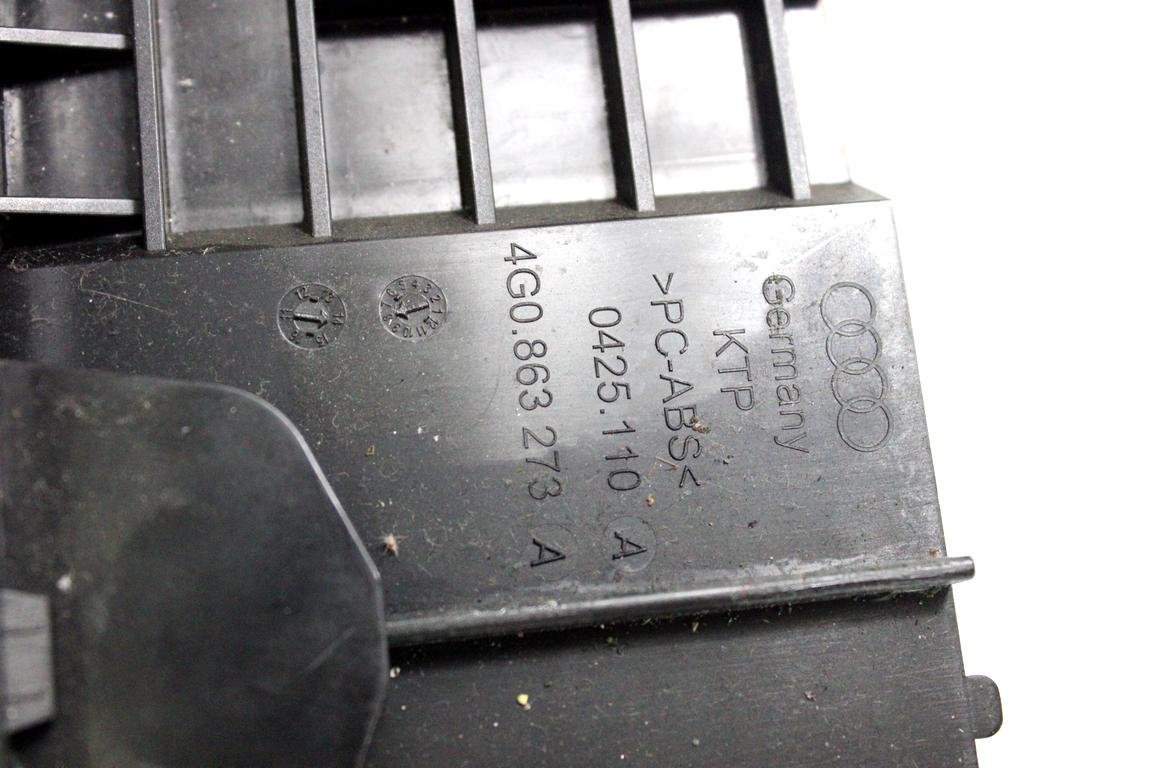 Germany
KTP
>PC-ABS<
0425.110 A
4G0.863 273 A